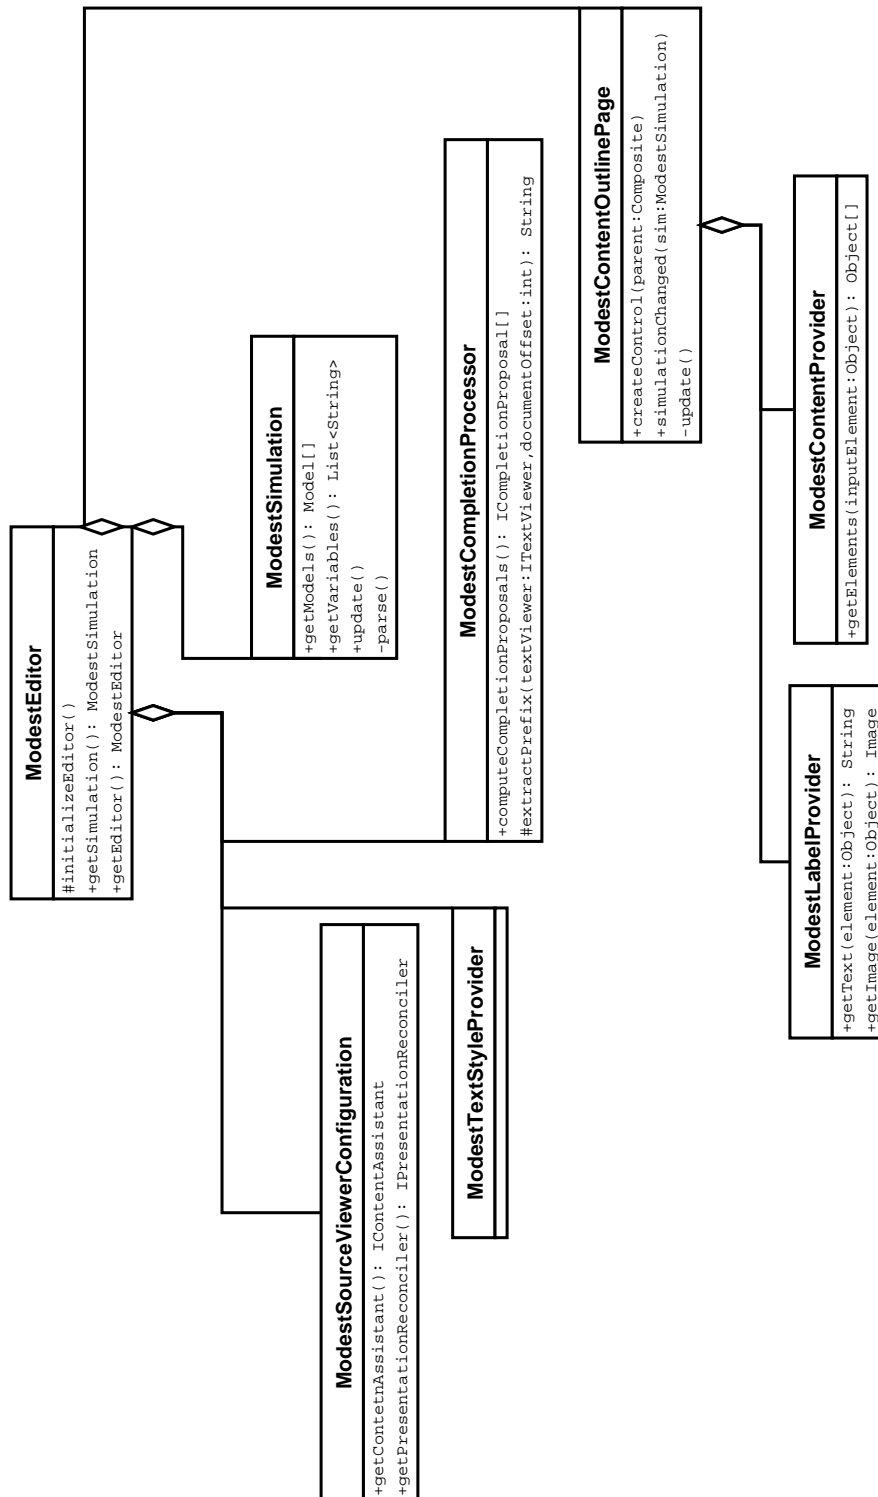 ModestEditor
#initializeEditor()
+getSimulation(): ModestSimulation
+getEditor(): ModestEditor
ModestSimulation
+getModels(): Model[]
+getVariables(): List<String>
+update()
-parse()
ModestSourceViewerConfiguration
+getContetnAssistant(): IContentAssistant
+getPresentationReconciler(): IPresentationReconciler
ModestCompletionProcessor
+computeCompletionProposals(): ICompletionProposal[]
#extractPrefix(textViewer:ITextViewer,documentOffset:int): String
ModestTextStyleProvider
ModestContentOutlinePage
+createControl(parent:Composite)
+simulationChanged(sim:ModestSimulation)
-update()
ModestLabelProvider
+getText(element:Object): String
+getImage(element:Object): Image
ModestContentProvider
+getElements(inputElement:Object): Object[]